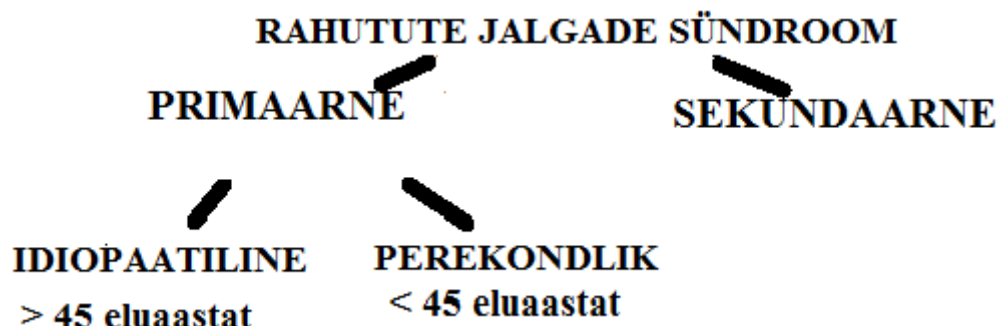 RAHUTUTE JALGADE SÜNDROOM
PRIMAARNE
SEKUNDAARNE
IDIOPAATILINE
> 45 eluaastat
PEREKONDLIK
< 45 eluaastat